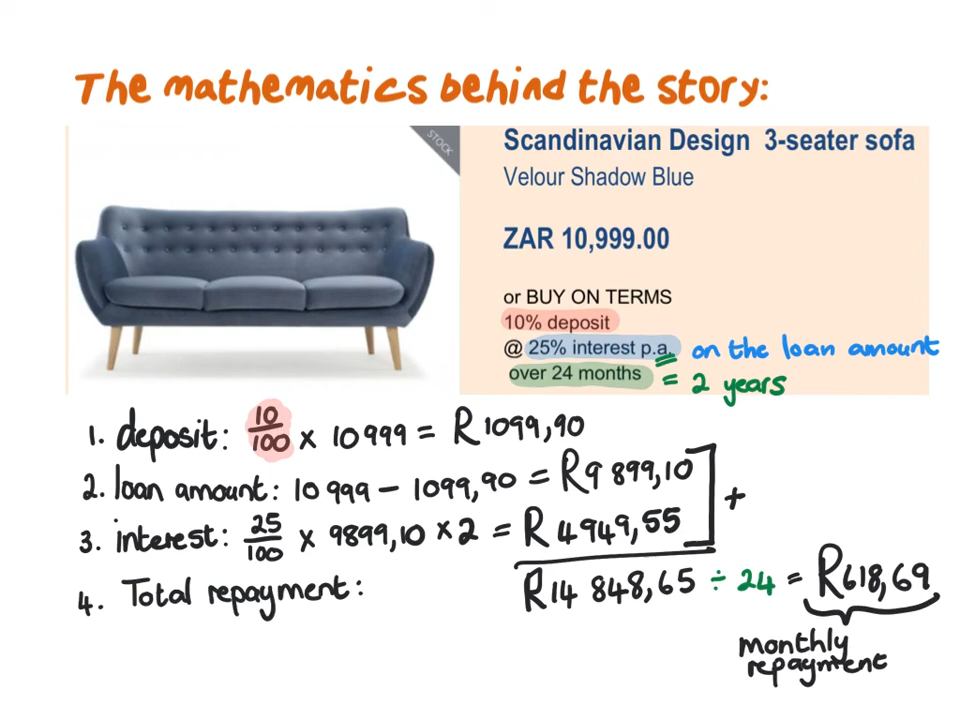 The mathematics behind the story:
STOCK
Scandinavian Design 3-seater sofa
Velour Shadow Blue
ZAR 10,999.00
or BUY ON TERMS
10% deposit
@ 25% interest p.a. = on the loan amount
over 24 months = 2 years
1. deposit: 10/100 × 10 999 = R1099,90
2. loan amount: 10 999 - 1099,90 = R9 899,10
3. interest: 25/100 × 9899,10 × 2 = R4949,55
+
4. Total repayment: R14 848,65 ÷ 24 = R618,69
monthly
repayment